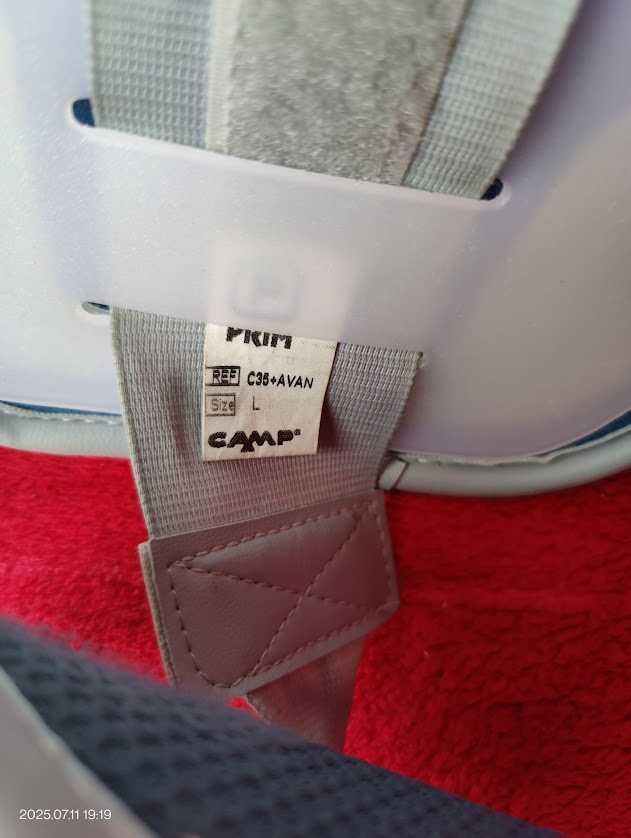 PRIM
REF C35+AVAN
Size L
CAMP®
2025.07.11 19:19